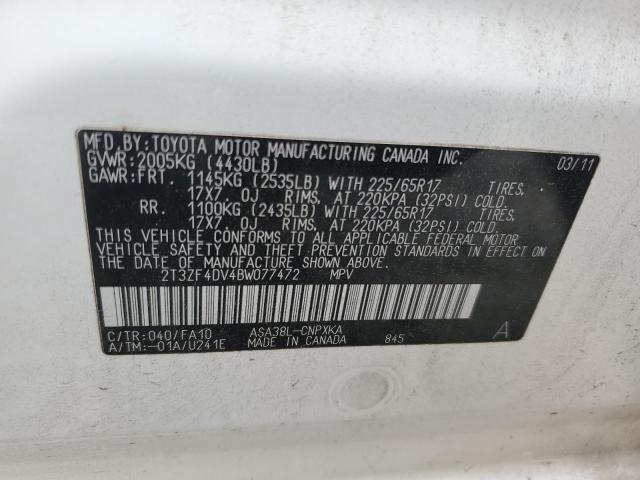 MFD.BY:TOYOTA MOTOR MANUFACTURING CANADA INC. 03/11
GVWR:2005KG (4430LB)
GAWR:FRT. 1145KG (2535LB) WITH 225/65R17 TIRES,
17X7 0J RIMS, AT 220KPA (32PSI) COLD.
RR. 1100KG (2435LB) WITH 225/65R17 TIRES,
17X7 0J RIMS, AT 220KPA (32PSI) COLD.
THIS VEHICLE CONFORMS TO ALL APPLICABLE FEDERAL MOTOR
VEHICLE SAFETY AND THEFT PREVENTION STANDARDS IN EFFECT ON
THE DATE OF MANUFACTURE SHOWN ABOVE.
2T3ZF4DV4BW077472 MPV
C/TR:040/FA10 ASA38L-CNPXKA A
A/TM:-01A/U241E MADE IN CANADA 845